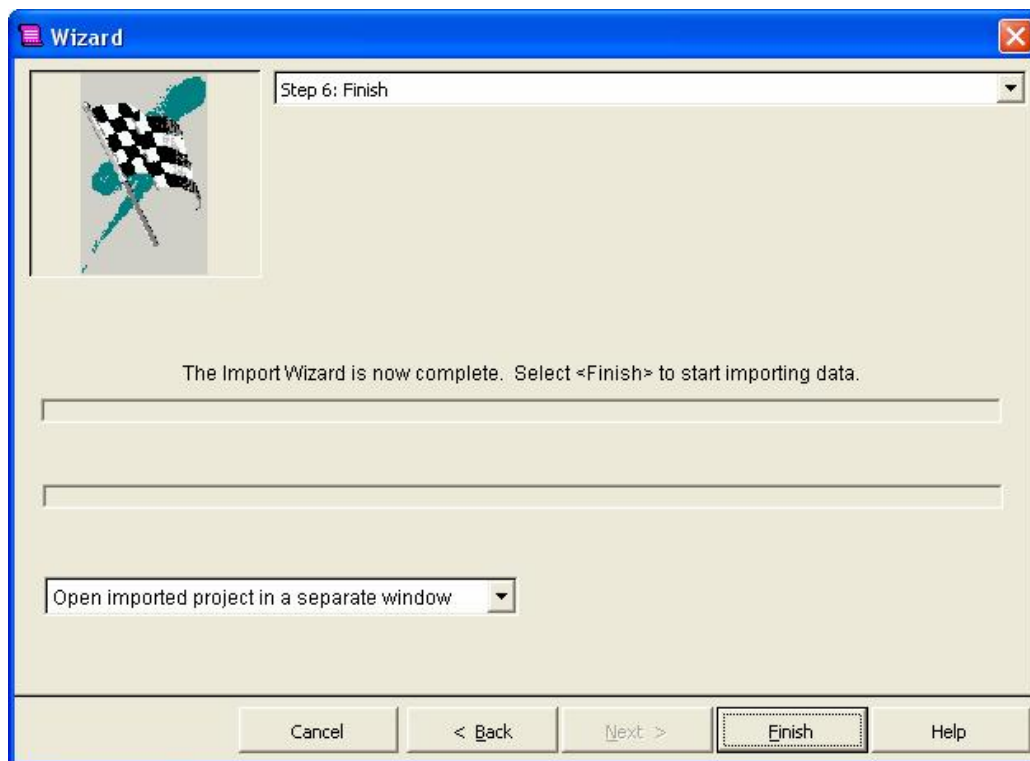 Wizard
Step 6: Finish
The Import Wizard is now complete. Select <Finish> to start importing data.
Open imported project in a separate window
Cancel
< Back
Next >
Finish
Help